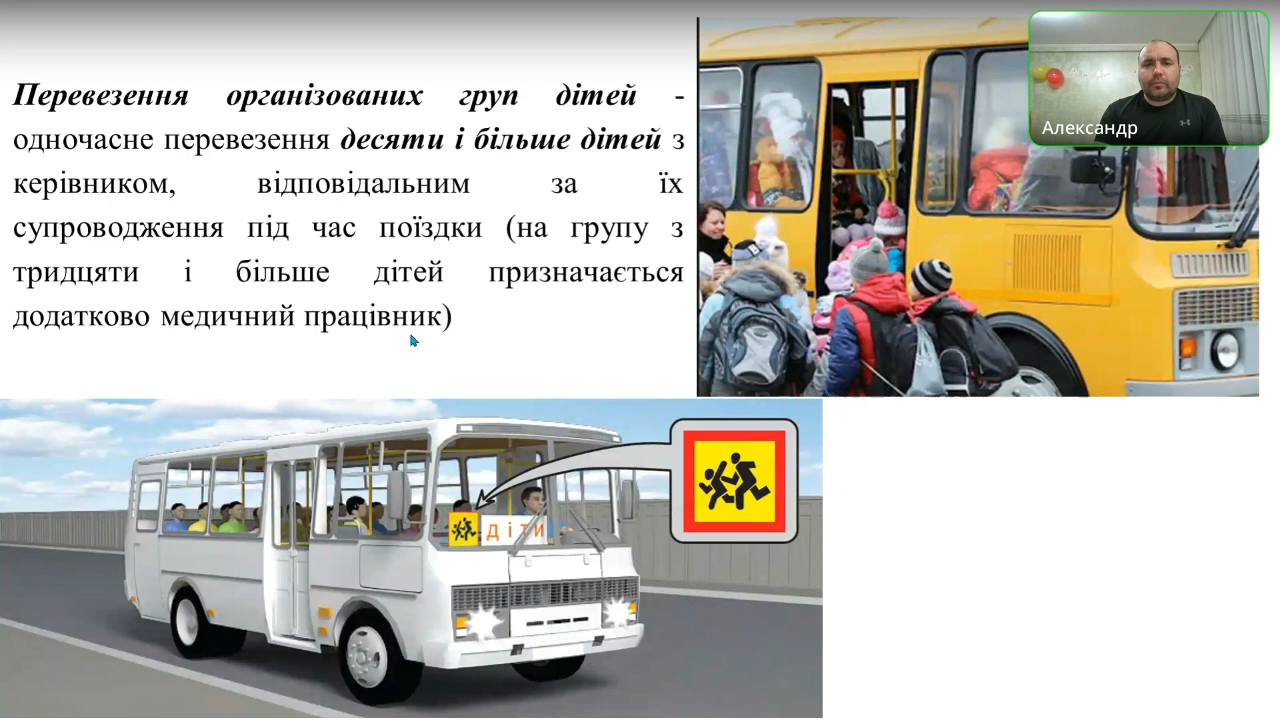 Перевезення організованих груп дітей -
одночасне перевезення десяти і більше дітей з
керівником, відповідальним за їх
супроводження під час поїздки (на групу з
тридцяти і більше дітей призначається
додатково медичний працівник)
Александр
діти